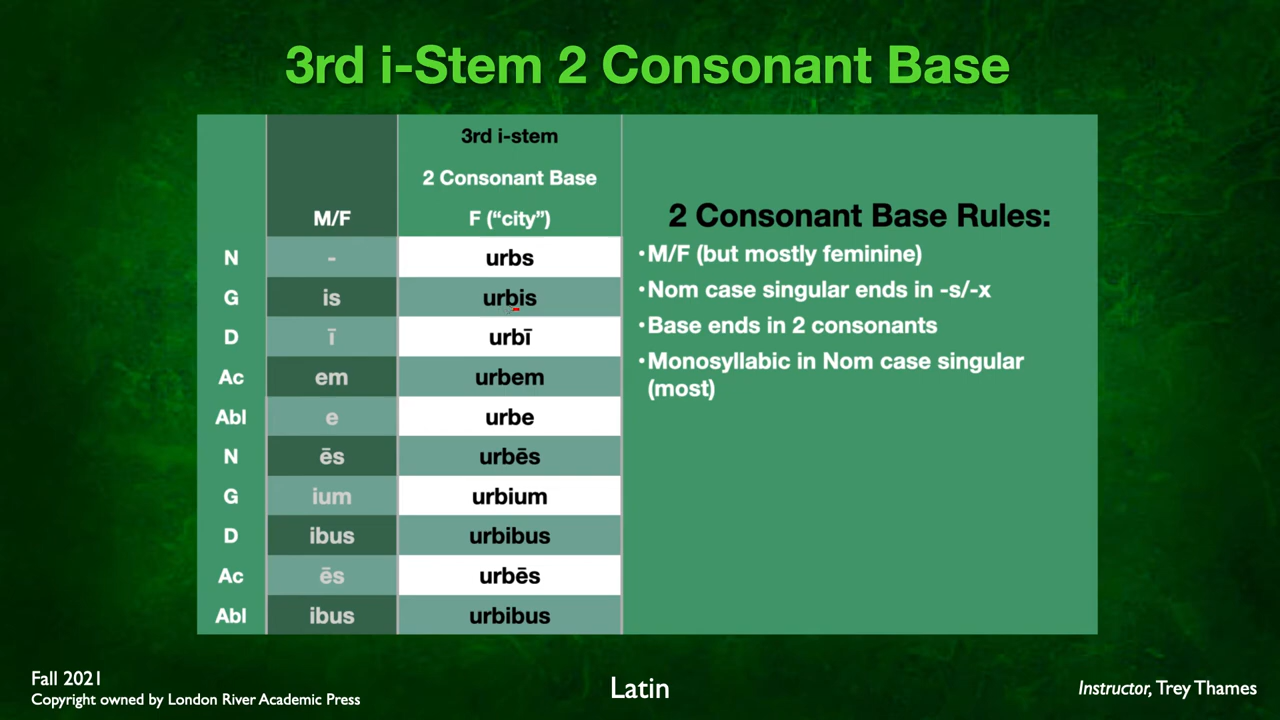 3rd i-Stem 2 Consonant Base
3rd i-stem
2 Consonant Base
M/F F (“city”)
N - urbs
G is urbis
D ī urbī
Ac em urbem
Abl e urbe
N ēs urbēs
G ium urbium
D ibus urbibus
Ac ēs urbēs
Abl ibus urbibus
2 Consonant Base Rules:
•M/F (but mostly feminine)
•Nom case singular ends in -s/-x
•Base ends in 2 consonants
•Monosyllabic in Nom case singular
(most)
Fall 2021
Copyright owned by London River Academic Press
Latin
Instructor, Trey Thames